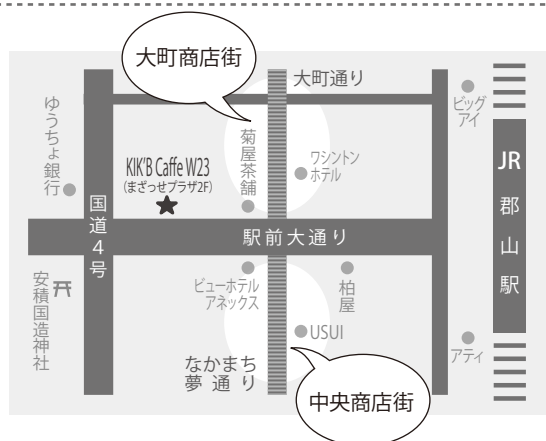 大町商店街
大町通り
ビッグ
アイ
ゆうちょ銀行
菊屋茶舗
ワシントン
ホテル
KIK'B Caffe W23
(まざっせプラザ2F)
JR郡山駅
国道4号
駅前大通り
安積国造神社
ビューホテル
アネックス
柏屋
USUI
アティ
なかまち
夢通り
中央商店街